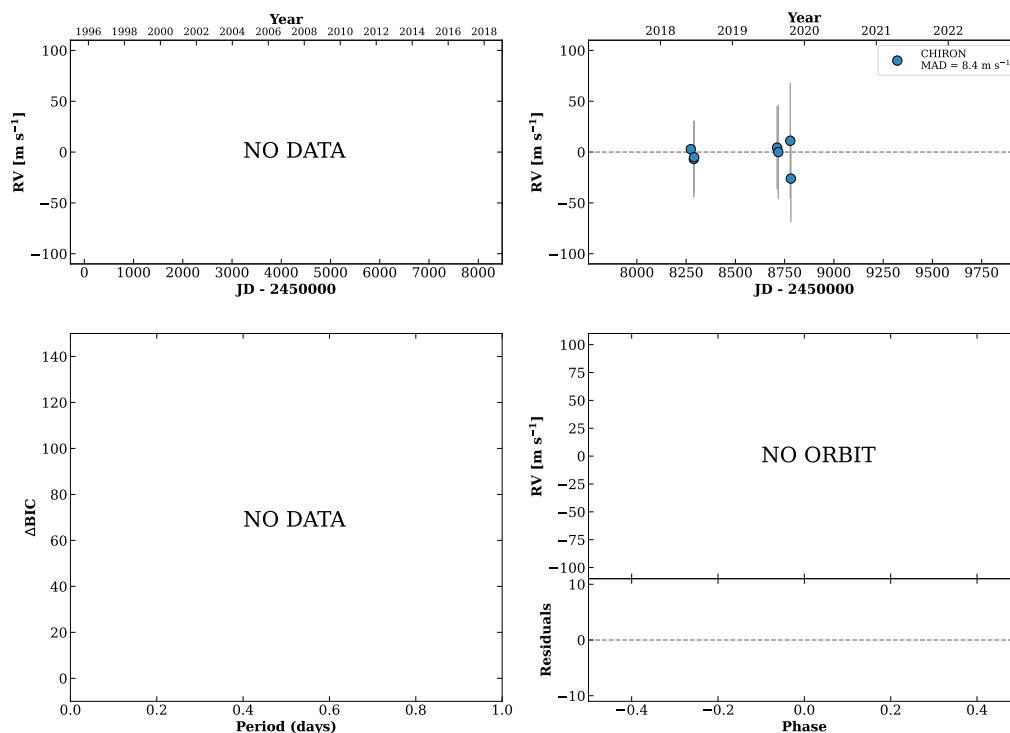 Year
1996 1998 2000 2002 2004 2006 2008 2010 2012 2014 2016 2018
100
50
0
−50
−100
RV [m s⁻¹]
NO DATA
0 1000 2000 3000 4000 5000 6000 7000 8000
JD - 2450000
Year
2018 2019 2020 2021 2022
100
50
0
−50
−100
RV [m s⁻¹]
CHIRON
MAD = 8.4 m s⁻¹
8000 8250 8500 8750 9000 9250 9500 9750
JD - 2450000
140
120
100
80
60
40
20
0
ΔBIC
NO DATA
0.0 0.2 0.4 0.6 0.8 1.0
Period (days)
100
75
50
25
0
−25
−50
−75
−100
RV [m s⁻¹]
NO ORBIT
10
0
−10
Residuals
−0.4 −0.2 0.0 0.2 0.4
Phase